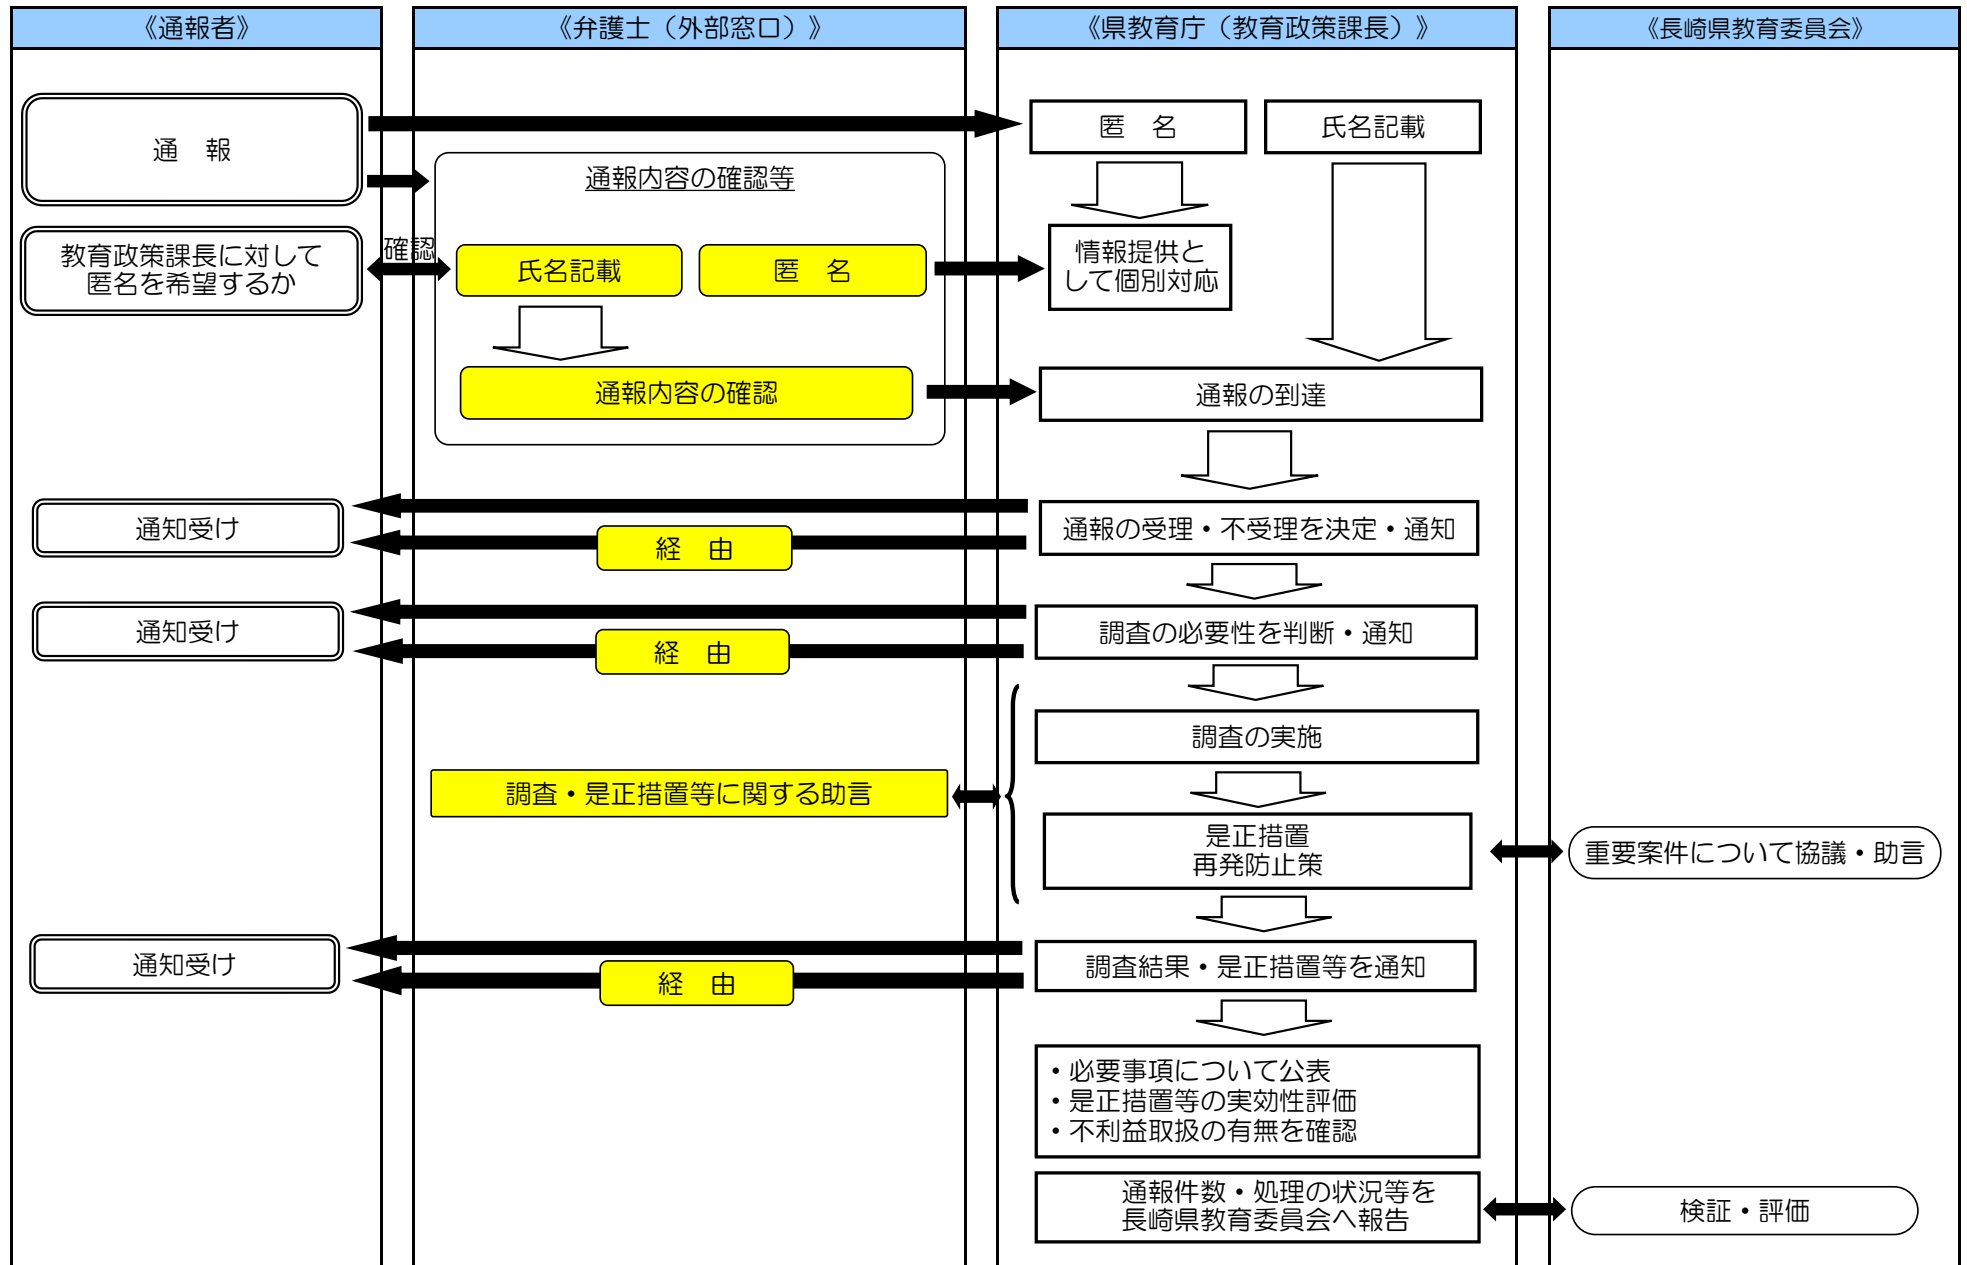 《通報者》
《弁護士（外部窓口）》
《県教育庁（教育政策課長）》
《長崎県教育委員会》
通　報
匿　名
氏名記載
通報内容の確認等
教育政策課長に対して
匿名を希望するか
確認
氏名記載
匿　名
情報提供と
して個別対応
通報内容の確認
通報の到達
通知受け
経　由
通報の受理・不受理を決定・通知
通知受け
経　由
調査の必要性を判断・通知
調査の実施
調査・是正措置等に関する助言
是正措置
再発防止策
重要案件について協議・助言
通知受け
経　由
調査結果・是正措置等を通知
・必要事項について公表
・是正措置等の実効性評価
・不利益取扱の有無を確認
通報件数・処理の状況等を
長崎県教育委員会へ報告
検証・評価